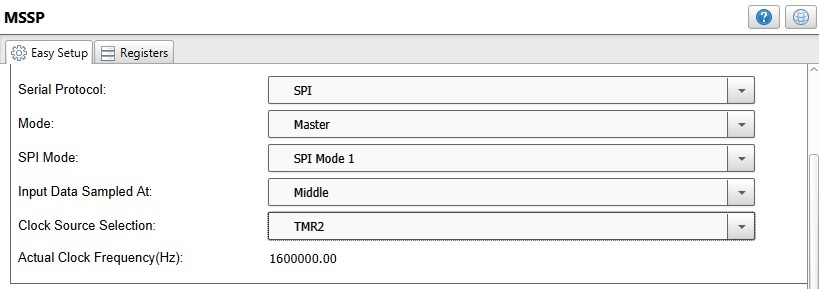 MSSP
Easy Setup Registers
Serial Protocol: SPI
Mode: Master
SPI Mode: SPI Mode 1
Input Data Sampled At: Middle
Clock Source Selection: TMR2
Actual Clock Frequency(Hz): 1600000.00